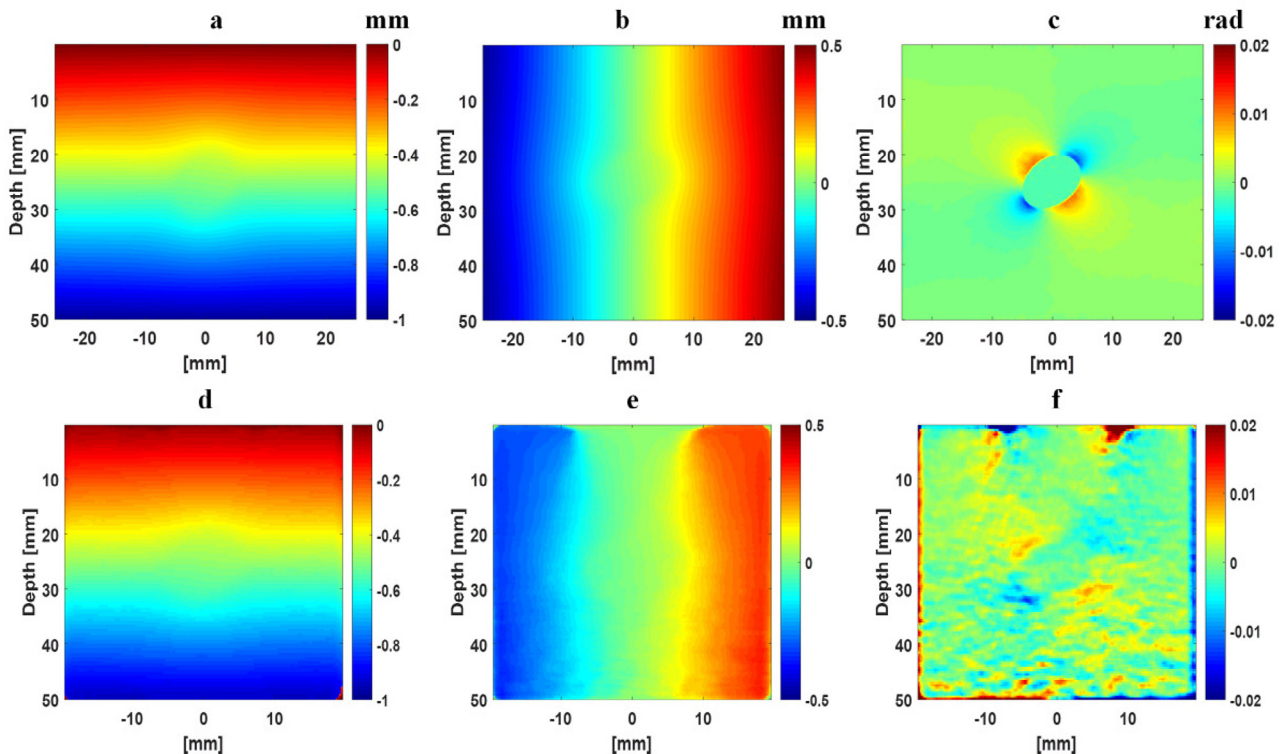 a mm b mm c rad
0 0.5 0.02
10 -0.2 10 10 0.01
20 -0.4 20 20
Depth [mm] Depth [mm] 0 Depth [mm] 0
30 -0.6 30 30
40 -0.8 40 40 -0.01
50 -1 50 -0.5 50 -0.02
-20 -10 0 10 20 -20 -10 0 10 20 -20 -10 0 10 20
[mm] [mm] [mm]
d e f
0 0.5 0.02
10 -0.2 10 10 0.01
20 -0.4 20 20
Depth [mm] Depth [mm] 0 Depth [mm] 0
30 -0.6 30 30
40 -0.8 40 40 -0.01
50 -1 50 -0.5 50 -0.02
-10 0 10 -10 0 10 -10 0 10
[mm] [mm] [mm]